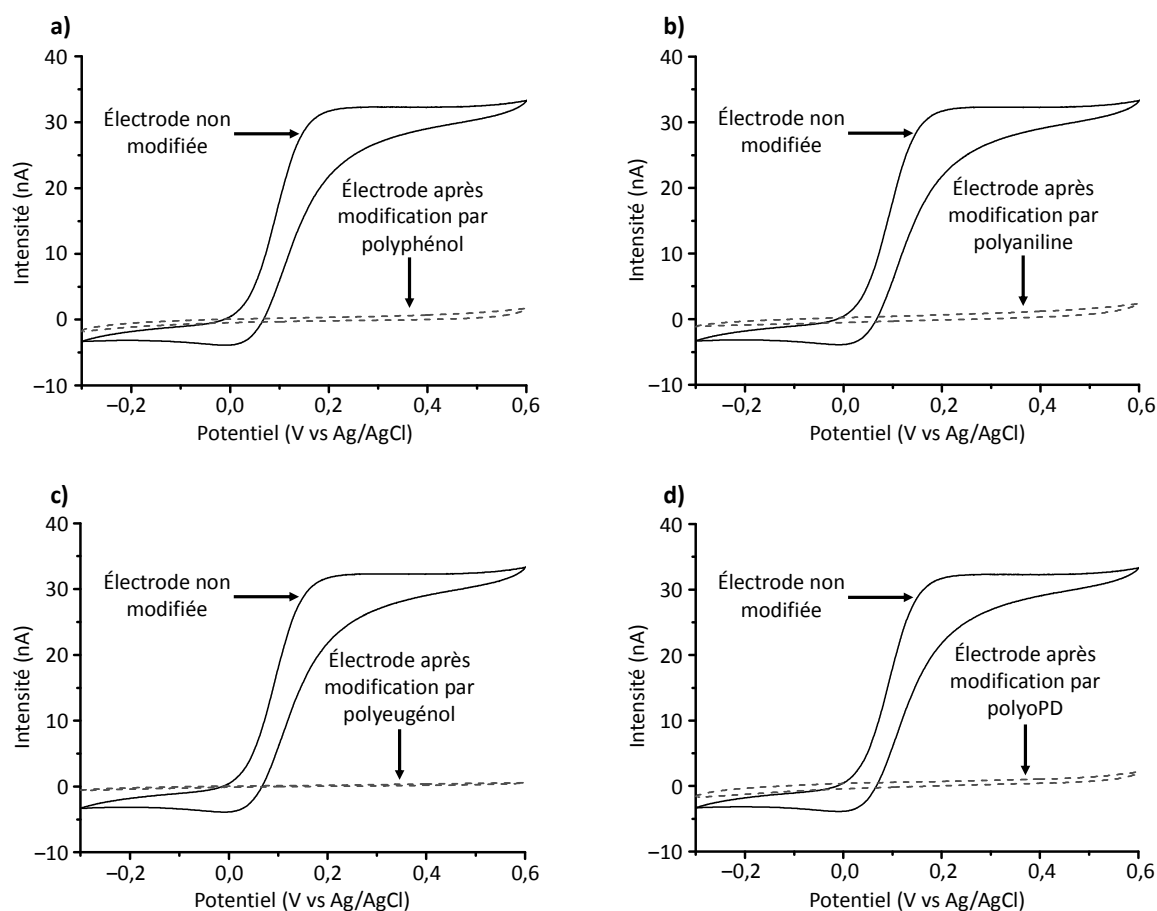 a)
40
30
20
10
0
−10
Intensité (nA)
Électrode non
modifiée
Électrode après
modification par
polyphénol
−0,2
0,0
0,2
0,4
0,6
Potentiel (V vs Ag/AgCl)
b)
40
30
20
10
0
−10
Intensité (nA)
Électrode non
modifiée
Électrode après
modification par
polyaniline
−0,2
0,0
0,2
0,4
0,6
Potentiel (V vs Ag/AgCl)
c)
40
30
20
10
0
−10
Intensité (nA)
Électrode non
modifiée
Électrode après
modification par
polyeugénol
−0,2
0,0
0,2
0,4
0,6
Potentiel (V vs Ag/AgCl)
d)
40
30
20
10
0
−10
Intensité (nA)
Électrode non
modifiée
Électrode après
modification par
polyoPD
−0,2
0,0
0,2
0,4
0,6
Potentiel (V vs Ag/AgCl)